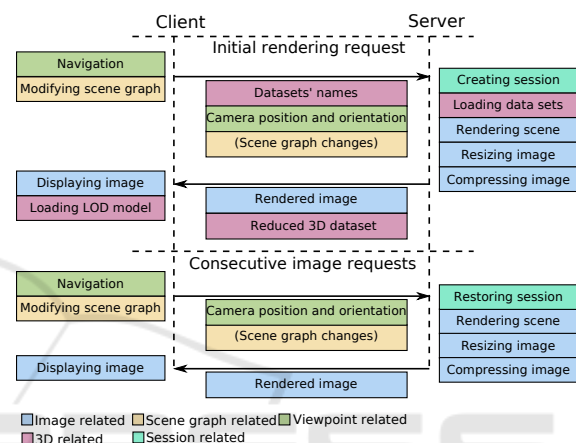 Client
Server
Initial rendering request
Navigation
Modifying scene graph
Datasets' names
Camera position and orientation
(Scene graph changes)
Creating session
Loading data sets
Rendering scene
Resizing image
Compressing image
Displaying image
Loading LOD model
Rendered image
Reduced 3D dataset
Consecutive image requests
Navigation
Modifying scene graph
Camera position and orientation
(Scene graph changes)
Restoring session
Rendering scene
Resizing image
Compressing image
Displaying image
Rendered image
Image related
Scene graph related
Viewpoint related
3D related
Session related